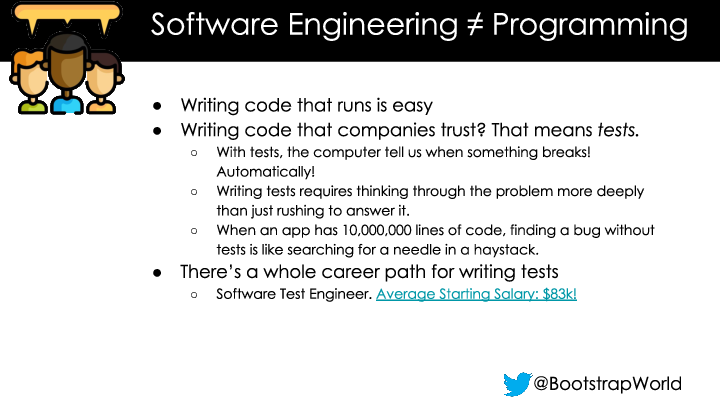 Software Engineering ≠ Programming
● Writing code that runs is easy
● Writing code that companies trust? That means tests.
○ With tests, the computer tell us when something breaks!
Automatically!
○ Writing tests requires thinking through the problem more deeply
than just rushing to answer it.
○ When an app has 10,000,000 lines of code, finding a bug without
tests is like searching for a needle in a haystack.
● There's a whole career path for writing tests
○ Software Test Engineer. Average Starting Salary: $83k!
@BootstrapWorld